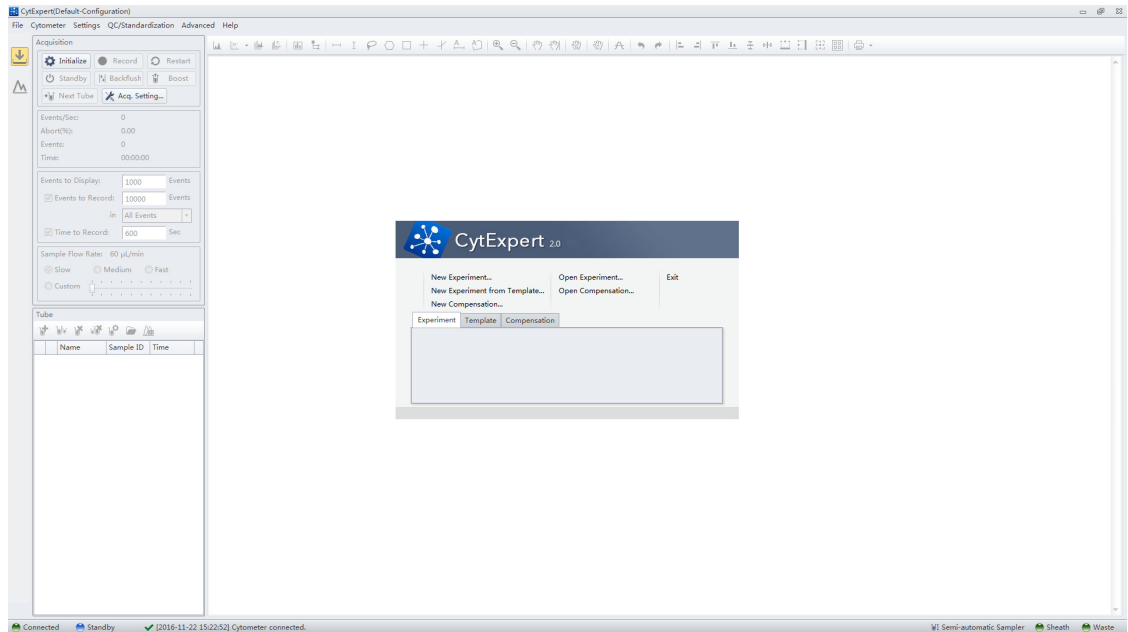 CytExpert(Default-Configuration)
File Cytometer Settings QC/Standardization Advanced Help
Acquisition
Initialize Record Restart
Standby Backflush Boost
Next Tube Acq. Setting...
Events/Sec: 0
Abort(%): 0.00
Events: 0
Time: 00:00:00
Events to Display: 1000 Events
Events to Record: 10000 Events
in All Events
Time to Record: 600 Sec
Sample Flow Rate: 60 µL/min
Slow Medium Fast
Custom
Tube
Name Sample ID Time
CytExpert 2.0
New Experiment... Open Experiment... Exit
New Experiment from Template... Open Compensation...
New Compensation...
Experiment Template Compensation
Connected Standby [2016-11-22 15:22:52] Cytometer connected. Semi-automatic Sampler Sheath Waste